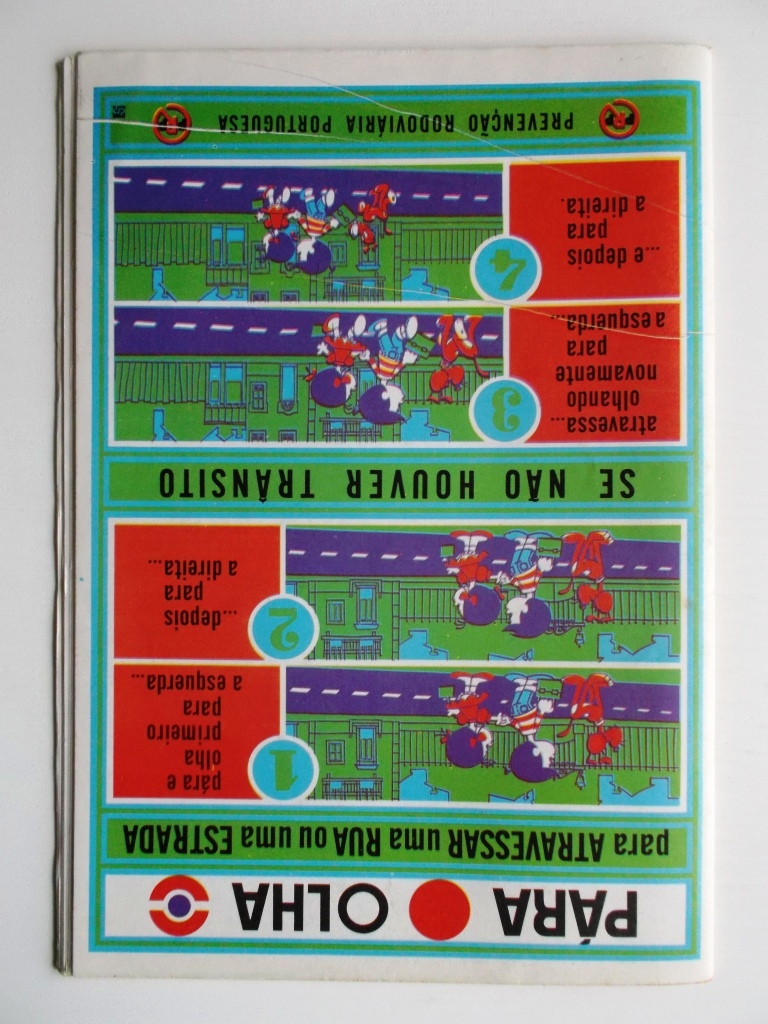 PÁRA OLHA
para ATRAVESSAR uma RUA ou uma ESTRADA
1
pára e
olha
primeiro
para
a esquerda...
2
...depois
para
a direita...
SE NÃO HOUVER TRÂNSITO
3
atravessa...
olhando
novamente
para
a esquerda...
4
...e depois
para
a direita.
PREVENÇÃO RODOVIÁRIA PORTUGUESA